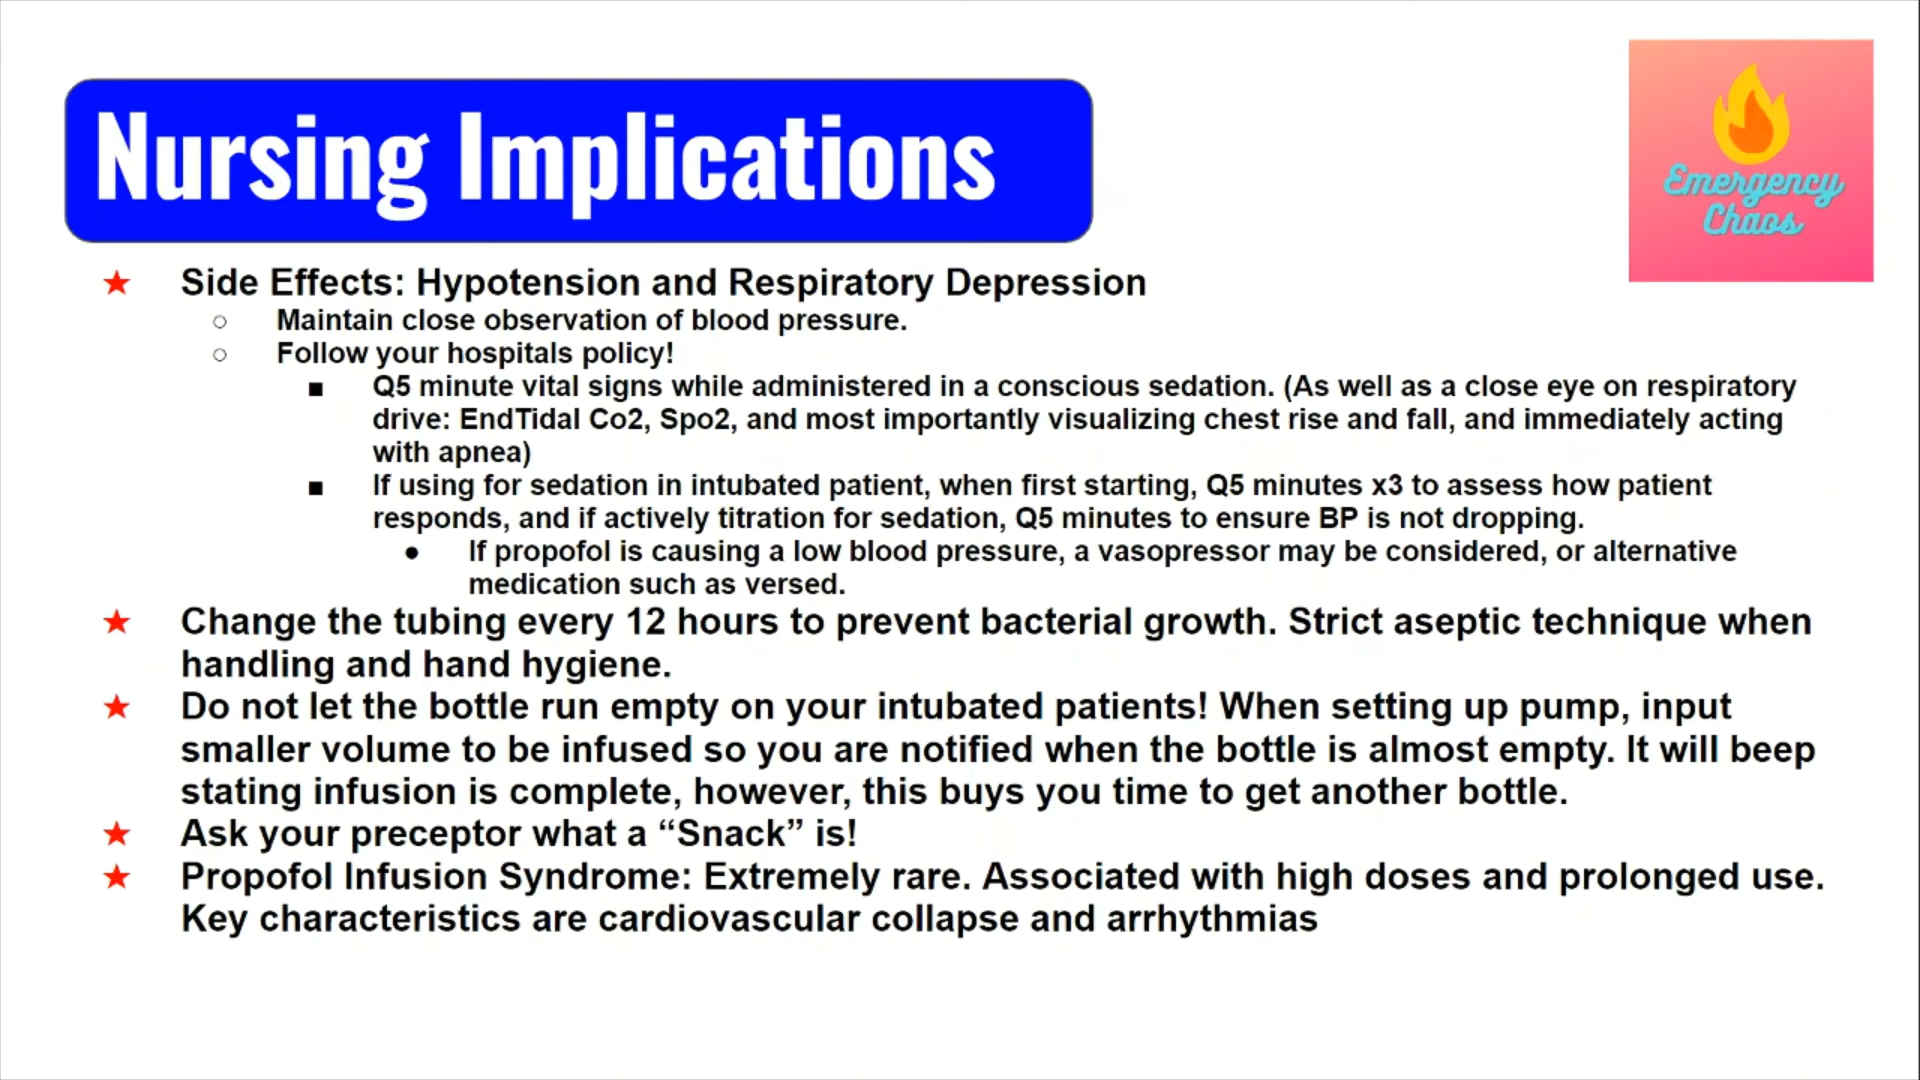 Nursing Implications
Emergency
Chaos
★ Side Effects: Hypotension and Respiratory Depression
○ Maintain close observation of blood pressure.
○ Follow your hospitals policy!
■ Q5 minute vital signs while administered in a conscious sedation. (As well as a close eye on respiratory
drive: EndTidal Co2, Spo2, and most importantly visualizing chest rise and fall, and immediately acting
with apnea)
■ If using for sedation in intubated patient, when first starting, Q5 minutes x3 to assess how patient
responds, and if actively titration for sedation, Q5 minutes to ensure BP is not dropping.
● If propofol is causing a low blood pressure, a vasopressor may be considered, or alternative
medication such as versed.
★ Change the tubing every 12 hours to prevent bacterial growth. Strict aseptic technique when
handling and hand hygiene.
★ Do not let the bottle run empty on your intubated patients! When setting up pump, input
smaller volume to be infused so you are notified when the bottle is almost empty. It will beep
stating infusion is complete, however, this buys you time to get another bottle.
★ Ask your preceptor what a “Snack” is!
★ Propofol Infusion Syndrome: Extremely rare. Associated with high doses and prolonged use.
Key characteristics are cardiovascular collapse and arrhythmias